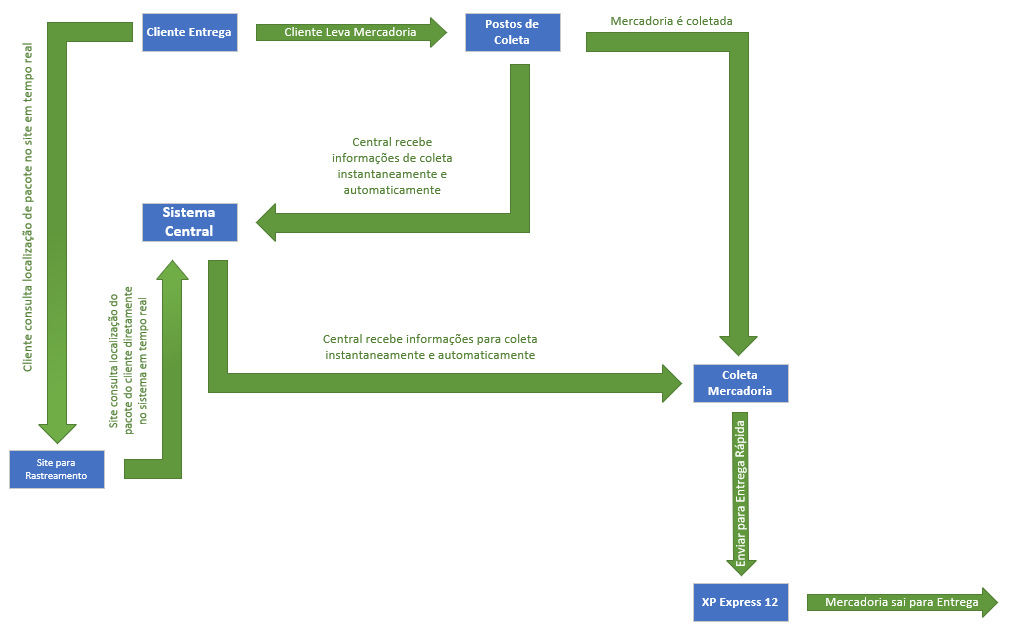 Cliente Entrega
Cliente Leva Mercadoria
Postos de
Coleta
Mercadoria é coletada
Cliente consulta localização de pacote no site em tempo real
Central recebe
informações de coleta
instantaneamente e
automaticamente
Sistema
Central
Site consulta localização do
pacote do cliente diretamente
no sistema em tempo real
Central recebe informações para coleta
instantaneamente e automaticamente
Coleta
Mercadoria
Site para
Rastreamento
Enviar para Entrega Rápida
XP Express 12
Mercadoria sai para Entrega